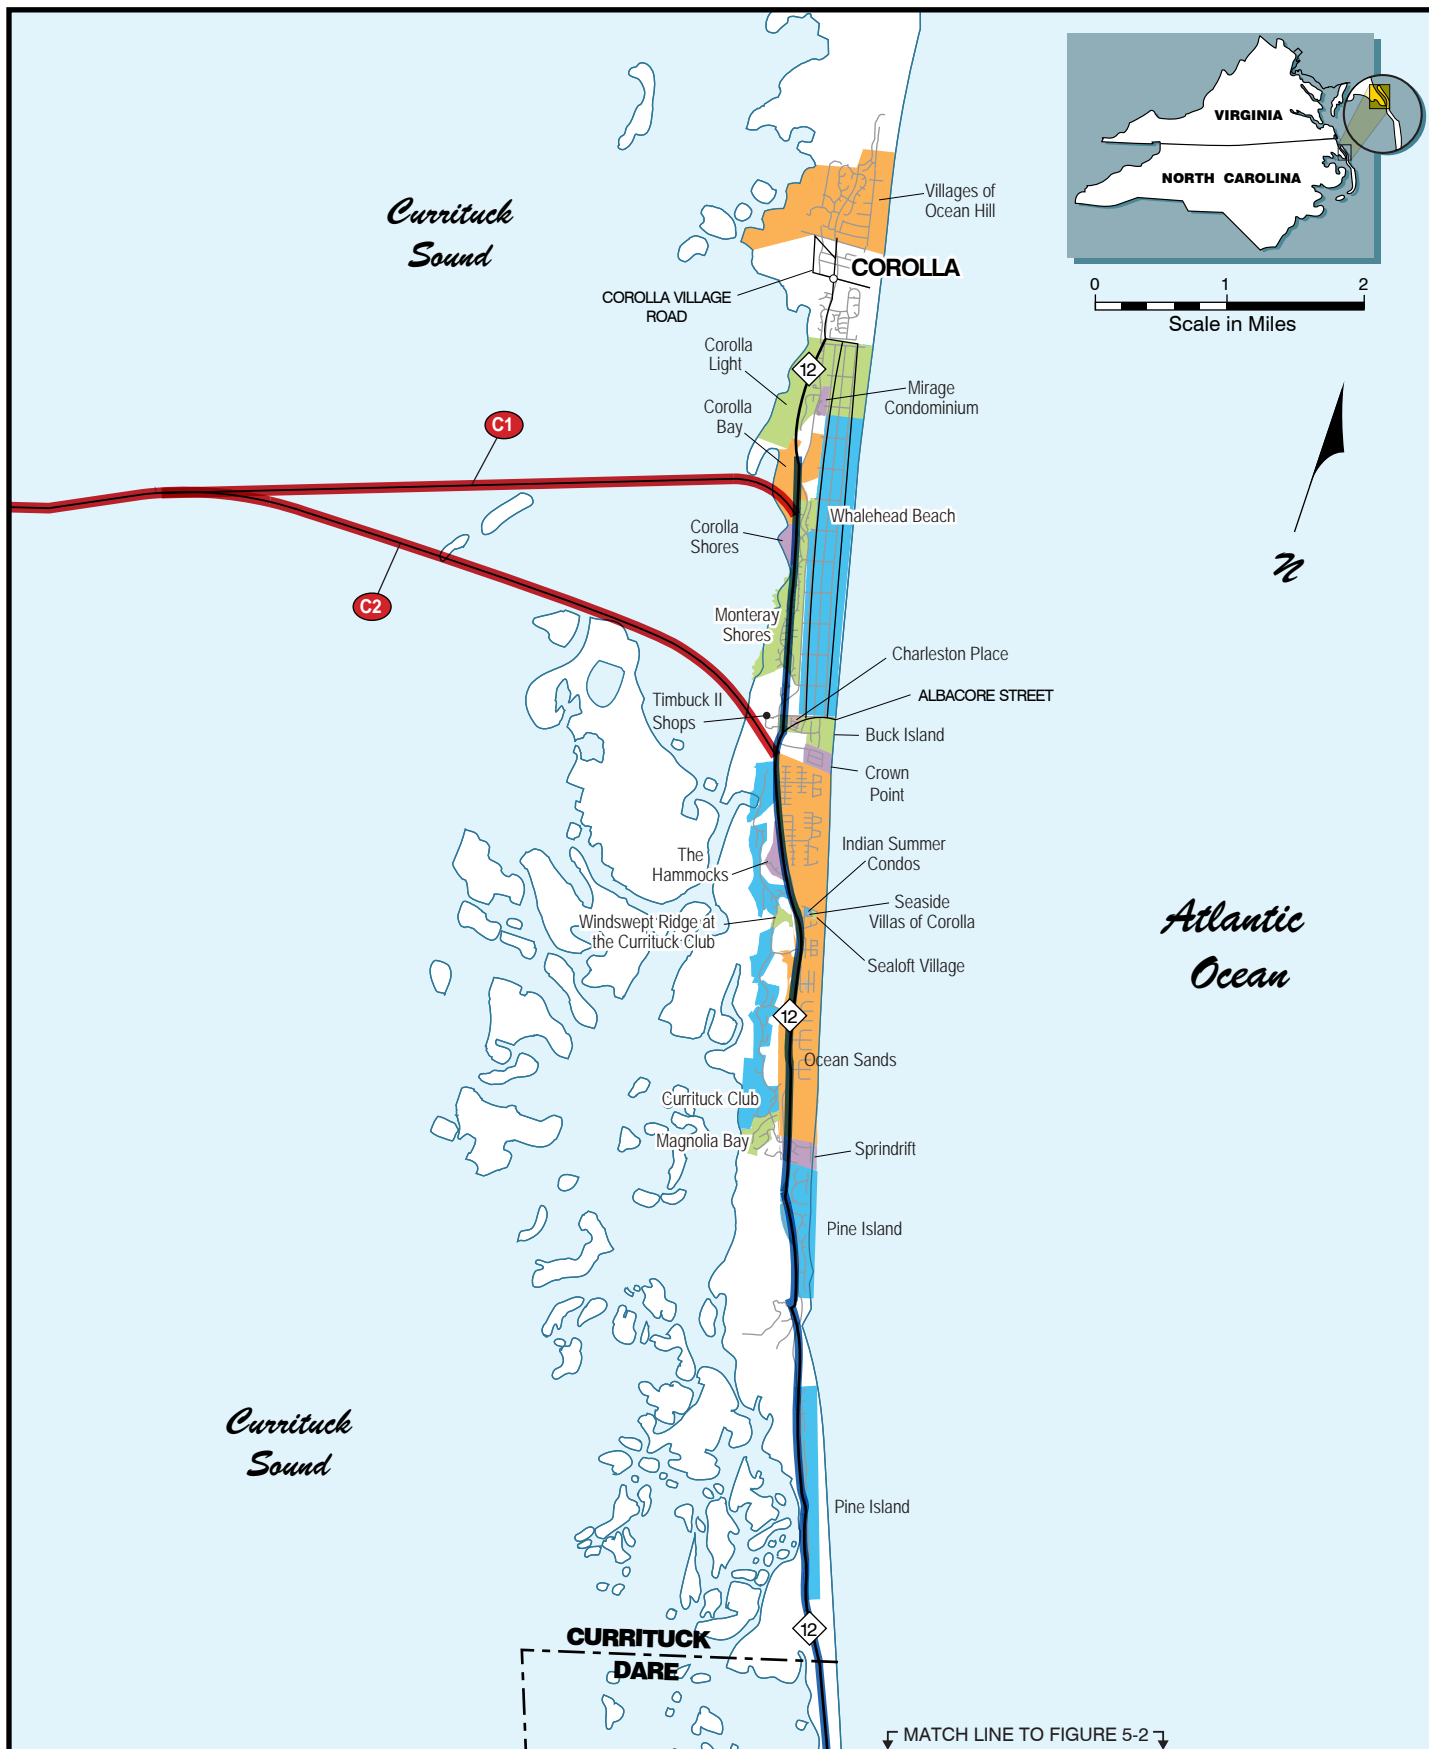 VIRGINIA
NORTH CAROLINA
0 1 2
Scale in Miles
N
Villages of
Ocean Hill
Currituck
Sound
COROLLA
COROLLA VILLAGE
ROAD
Corolla
Light
12
Mirage
Condominium
Corolla
Bay
C1
Whalehead Beach
Corolla
Shores
C2
Monteray
Shores
Charleston Place
ALBACORE STREET
Timbuck II
Shops
Buck Island
Crown
Point
Indian Summer
Condos
The
Hammocks
Seaside
Villas of Corolla
Windswept Ridge at
the Currituck Club
Sealoft Village
Atlantic
Ocean
12
Ocean Sands
Currituck Club
Magnolia Bay
Sprindrift
Pine Island
Currituck
Sound
Pine Island
12
CURRITUCK
DARE
MATCH LINE TO FIGURE 5-2